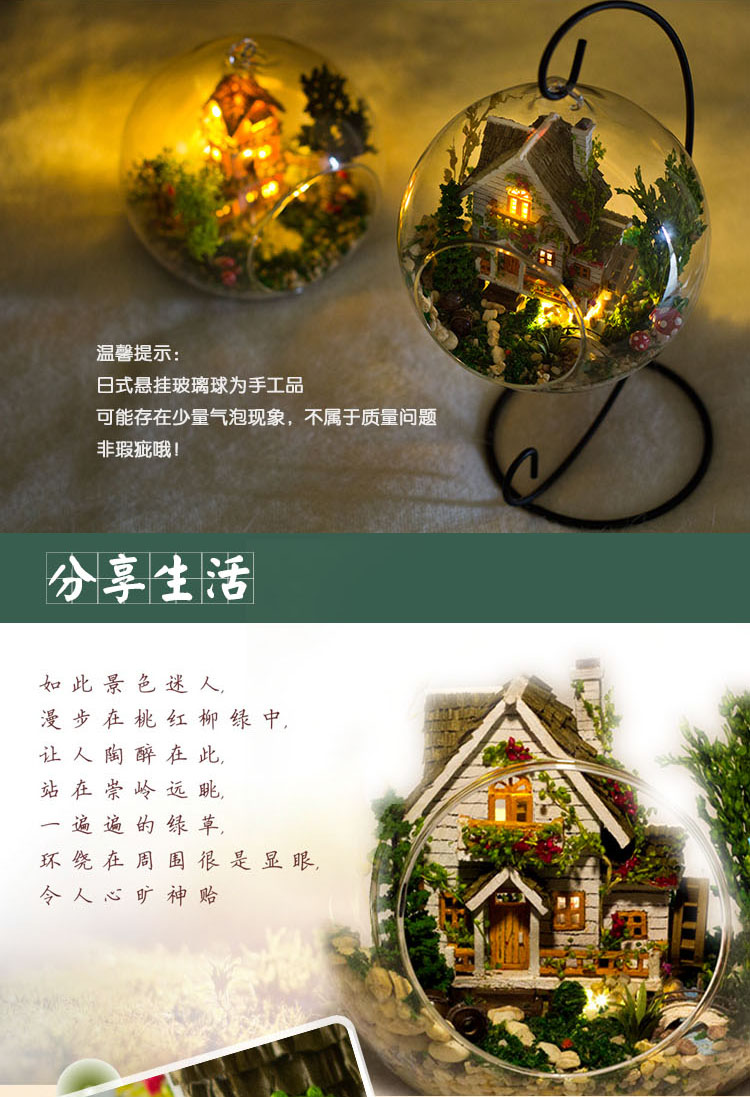 温馨提示：
日式悬挂玻璃球为手工品
可能存在少量气泡现象，不属于质量问题
非瑕疵哦！
分享生活
如此景色迷人,
漫步在桃红柳绿中,
让人陶醉在此,
站在崇岭远眺,
一遍遍的绿草,
环绕在周围很是显眼,
令人心旷神贻